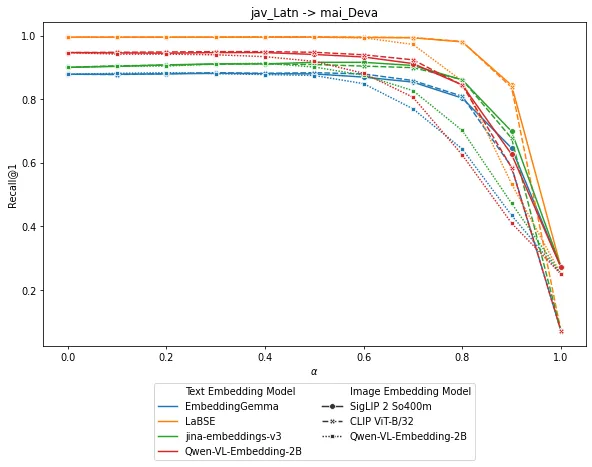 jav_Latn -> mai_Deva
Recall@1
1.0
0.8
0.6
0.4
0.2
0.0 0.2 0.4 0.6 0.8 1.0
α
Text Embedding Model Image Embedding Model
EmbeddingGemma SigLIP 2 So400m
LaBSE CLIP ViT-B/32
jina-embeddings-v3 Qwen-VL-Embedding-2B
Qwen-VL-Embedding-2B